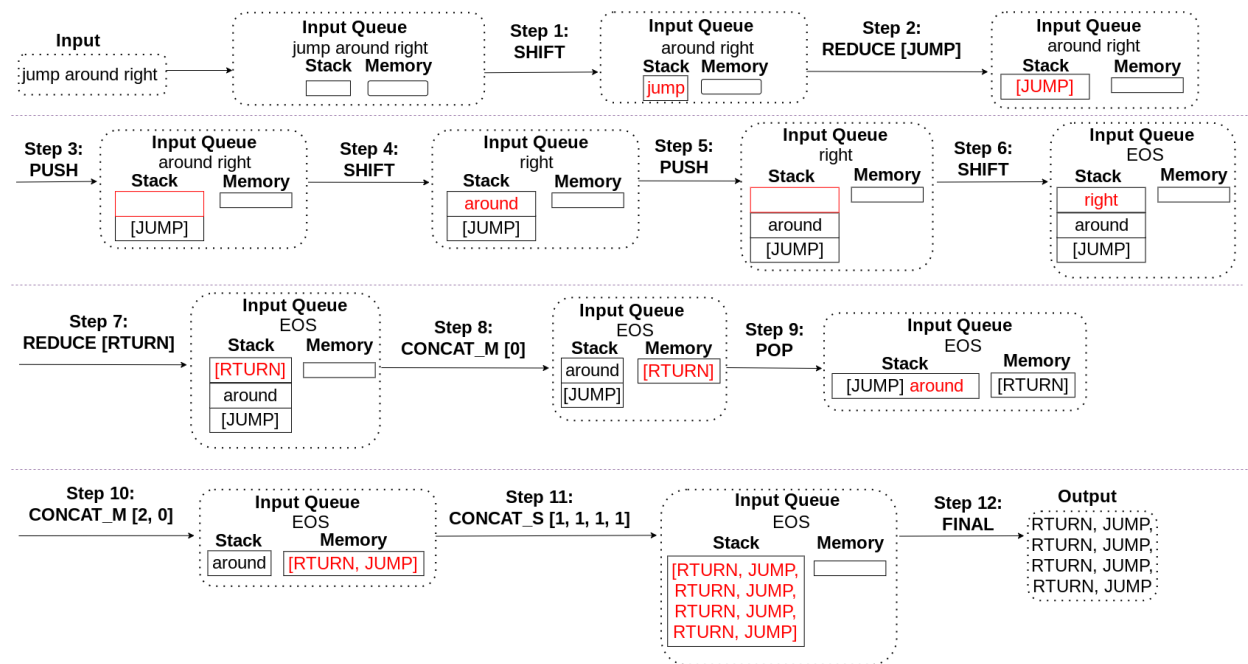 Input
jump around right
Input Queue
jump around right
Stack Memory
Step 1:
SHIFT
Input Queue
around right
Stack Memory
jump
Step 2:
REDUCE [JUMP]
Input Queue
around right
Stack Memory
[JUMP]
Step 3:
PUSH
Input Queue
around right
Stack Memory
[JUMP]
Step 4:
SHIFT
Input Queue
right
Stack Memory
around
[JUMP]
Step 5:
PUSH
Input Queue
right
Stack Memory
around
[JUMP]
Step 6:
SHIFT
Input Queue
EOS
Stack Memory
right
around
[JUMP]
Step 7:
REDUCE [RTURN]
Input Queue
EOS
Stack Memory
[RTURN]
around
[JUMP]
Step 8:
CONCAT_M [0]
Input Queue
EOS
Stack Memory
around [RTURN]
[JUMP]
Step 9:
POP
Input Queue
EOS
Stack Memory
[JUMP] around [RTURN]
Step 10:
CONCAT_M [2, 0]
Input Queue
EOS
Stack Memory
around [RTURN, JUMP]
Step 11:
CONCAT_S [1, 1, 1, 1]
Input Queue
EOS
Stack Memory
[RTURN, JUMP,
RTURN, JUMP,
RTURN, JUMP,
RTURN, JUMP]
Step 12:
FINAL
Output
RTURN, JUMP,
RTURN, JUMP,
RTURN, JUMP,
RTURN, JUMP